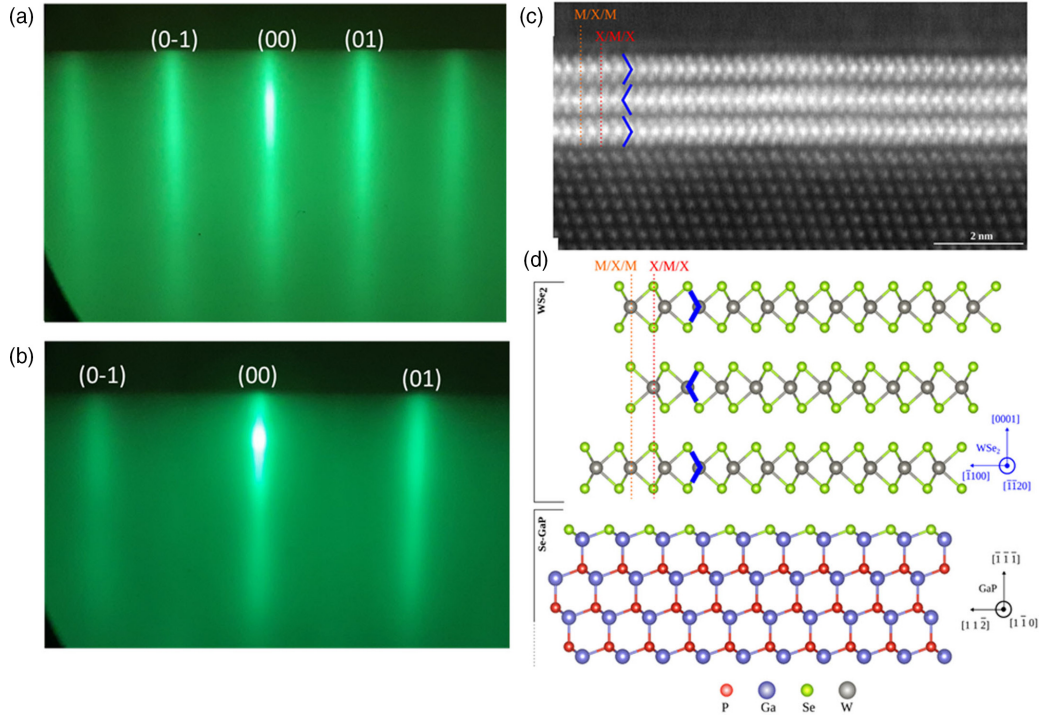 (a)
(0-1) (00) (01)
(b)
(0-1) (00) (01)
(c)
M/X/M
X/M/X
2 nm
(d)
M/X/M X/M/X
WSe₂
[0001]
WSe₂
[1̅100]
[1̅1̅20]
Se-GaP
[1̅ 1̅ 1̅]
GaP
[1 1 2̅]
[1 1̅ 0]
P Ga Se W